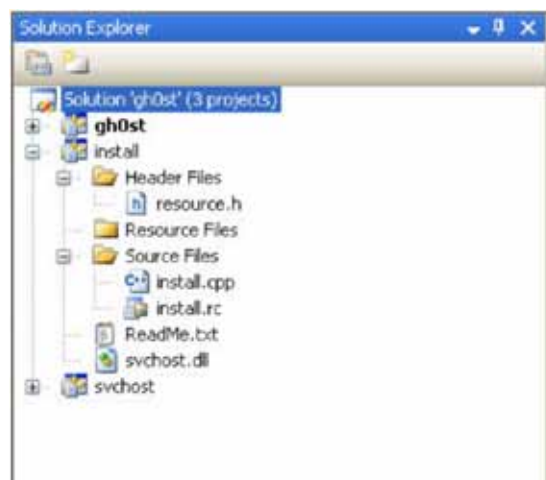 Solution Explorer
Solution 'gh0st' (3 projects)
gh0st
install
Header Files
resource.h
Resource Files
Source Files
install.cpp
install.rc
ReadMe.txt
svchost.dll
svchost